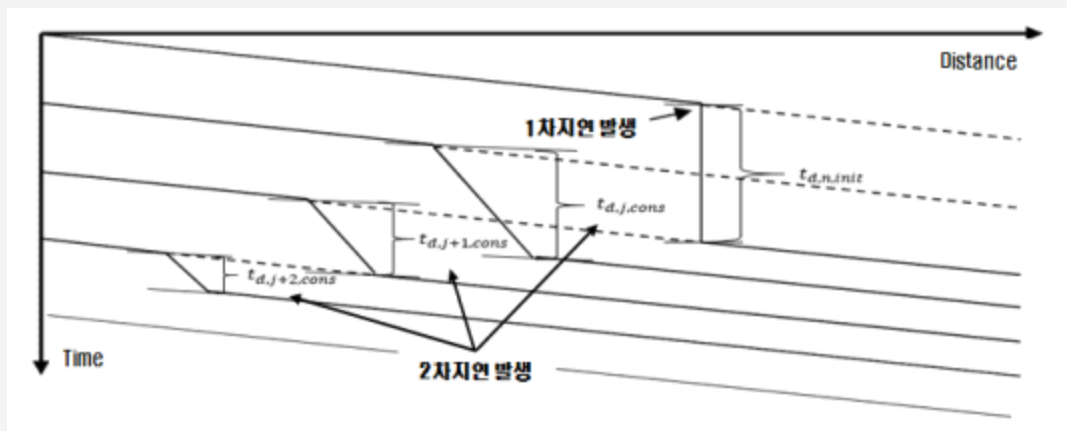 Distance
1차지연 발생
t_{d,n,init}
t_{d,j,cons}
t_{d,j+1,cons}
t_{d,j+2,cons}
Time
2차지연 발생